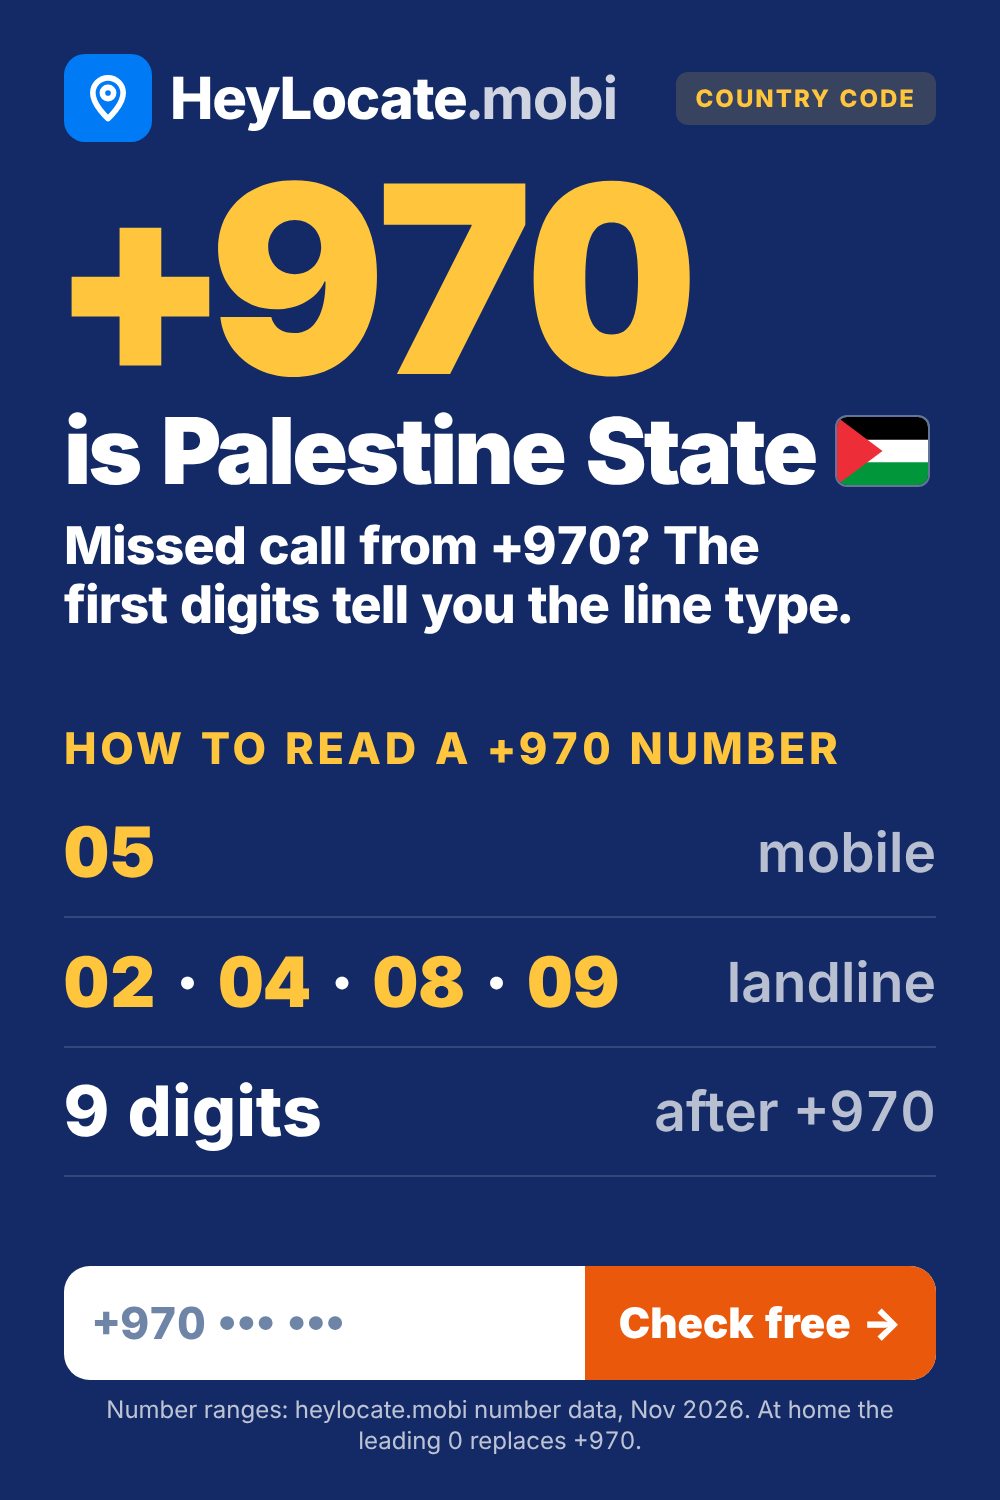 HeyLocate.mobi
COUNTRY CODE
+970
is Palestine State
Missed call from +970? The
first digits tell you the line type.
HOW TO READ A +970 NUMBER
05 mobile
02 · 04 · 08 · 09 landline
9 digits after +970
+970 ••• •••
Check free →
Number ranges: heylocate.mobi number data, Nov 2026. At home the
leading 0 replaces +970.